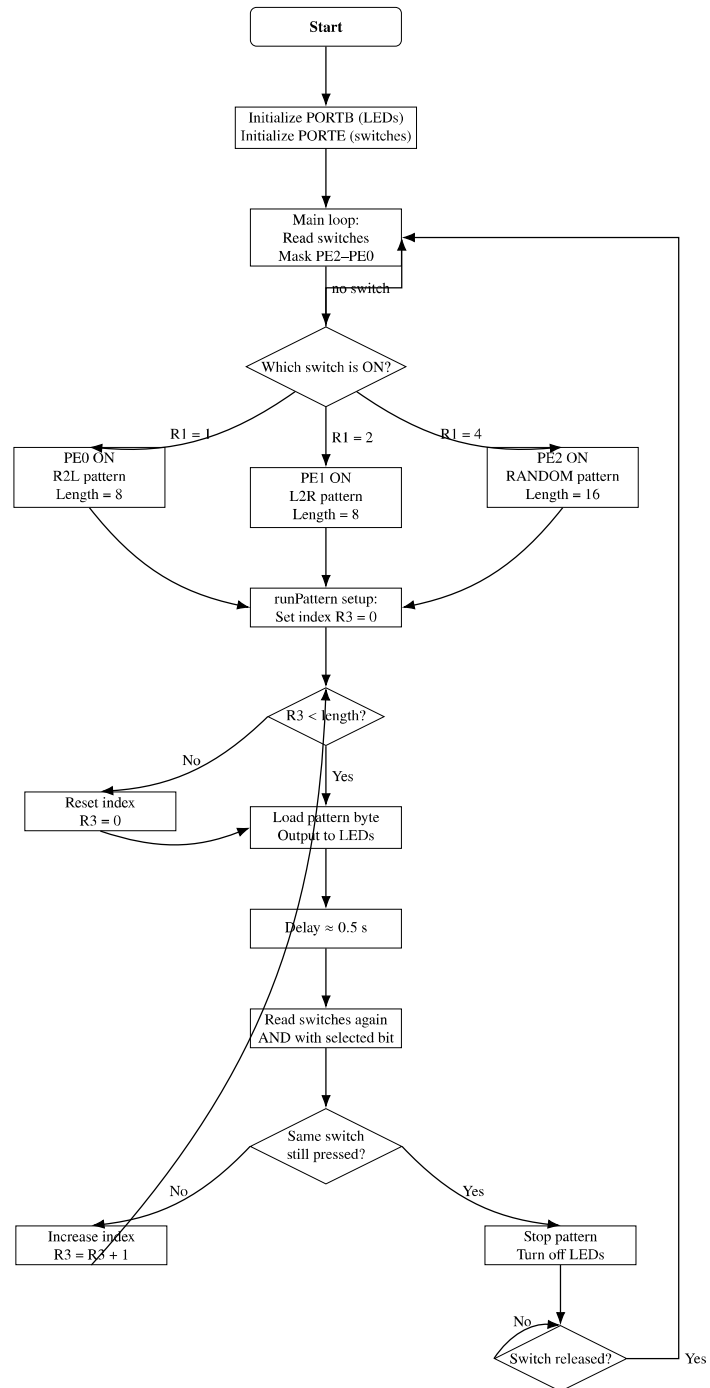 Start
Initialize PORTB (LEDs)
Initialize PORTE (switches)
Main loop:
Read switches
Mask PE2–PE0
no switch
Which switch is ON?
R1 = 1
R1 = 2
R1 = 4
PE0 ON
R2L pattern
Length = 8
PE1 ON
L2R pattern
Length = 8
PE2 ON
RANDOM pattern
Length = 16
runPattern setup:
Set index R3 = 0
R3 < length?
No
Yes
Reset index
R3 = 0
Load pattern byte
Output to LEDs
Delay ≈ 0.5 s
Read switches again
AND with selected bit
Same switch
still pressed?
No
Yes
Increase index
R3 = R3 + 1
Stop pattern
Turn off LEDs
No
Switch released?
Yes